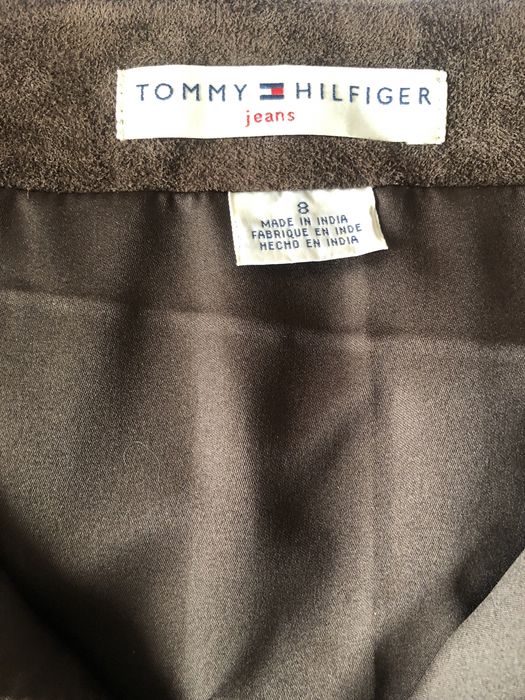 TOMMY HILFIGER
jeans
8
MADE IN INDIA
FABRIQUE EN INDE
HECHO EN INDIA